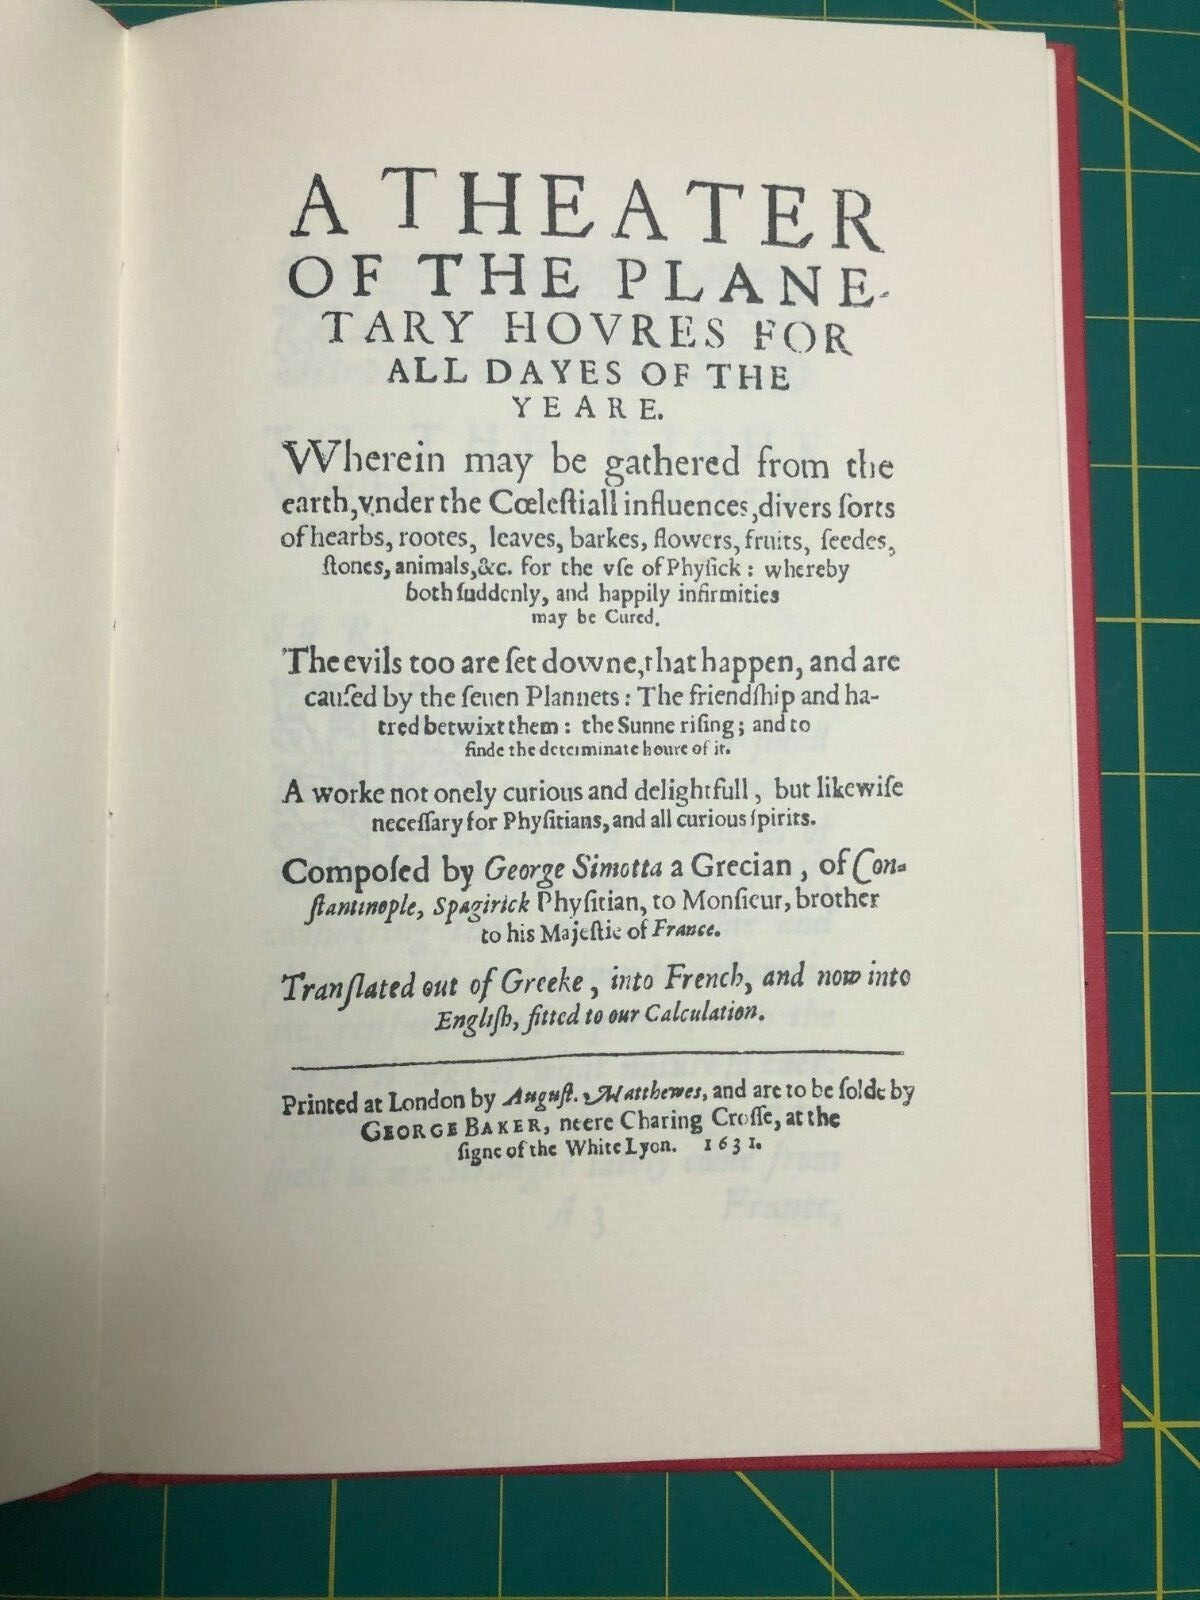 A THEATER
OF THE PLANE-
TARY HOVRES FOR
ALL DAYES OF THE
YEARE.
Wherein may be gathered from the
earth, vnder the Cœleſtiall influences, divers ſorts
of hearbs, rootes, leaves, barkes, flowers, fruits, ſeedes,
ſtones, animals, &c. for the vſe of Phyſick: whereby
both ſuddenly, and happily infirmities
may be Cured.
The evils too are ſet downe, that happen, and are
cauſed by the ſeuen Plannets: The friendſhip and ha-
tred betwixt them: the Sunne riſing; and to
finde the determinate houre of it.
A worke not onely curious and delightfull, but likewiſe
neceſſary for Phyſitians, and all curious ſpirits.
Compoſed by George Simotta a Grecian, of Con-
ſtantinople, Spagirick Phyſitian, to Monſieur, brother
to his Majeſtie of France.
Tranſlated out of Greeke, into French, and now into
Engliſh, fitted to our Calculation.
Printed at London by Auguſt. Matthewes, and are to be ſolde by
GEORGE BAKER, neere Charing Croſſe, at the
ſigne of the White Lyon. 1631.